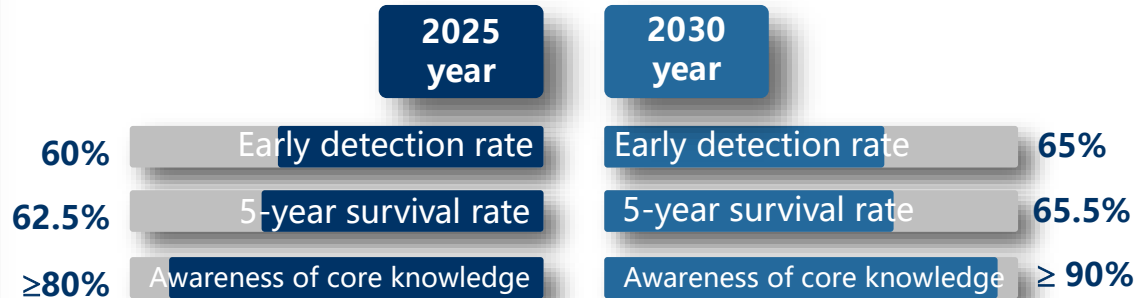 2025
year
2030
year
60% Early detection rate Early detection rate 65%
62.5% 5-year survival rate 5-year survival rate 65.5%
≥80% Awareness of core knowledge Awareness of core knowledge ≥ 90%